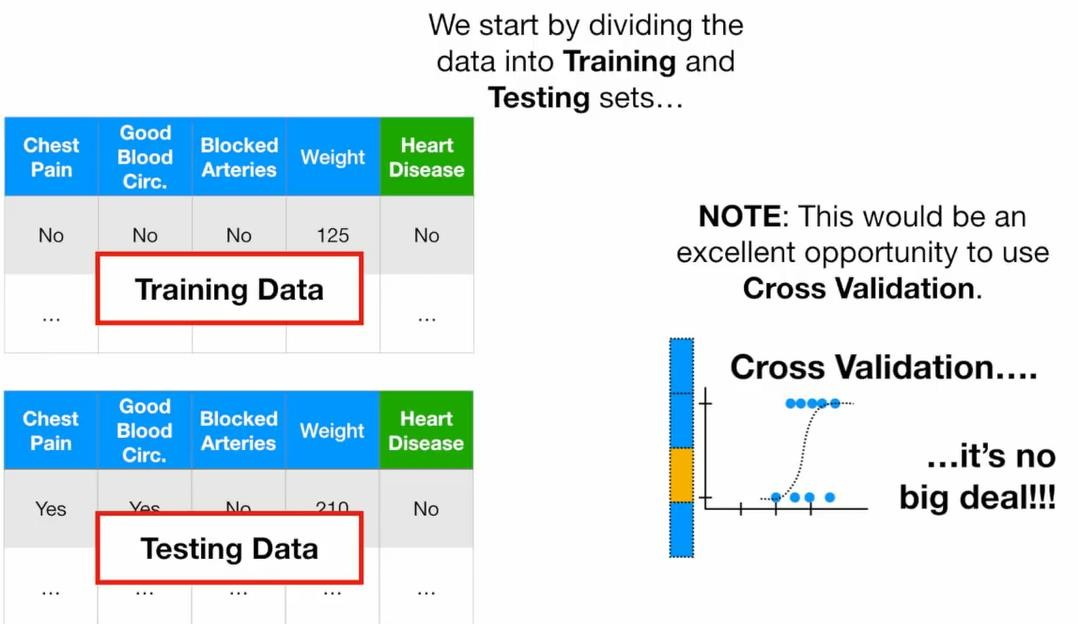 We start by dividing the
data into Training and
Testing sets…
Chest Pain Good Blood Circ. Blocked Arteries Weight Heart Disease
No No No 125 No
Training Data
… …
Chest Pain Good Blood Circ. Blocked Arteries Weight Heart Disease
Yes Yes No 210 No
Testing Data
… … … … …
NOTE: This would be an
excellent opportunity to use
Cross Validation.
Cross Validation….
…it’s no
big deal!!!